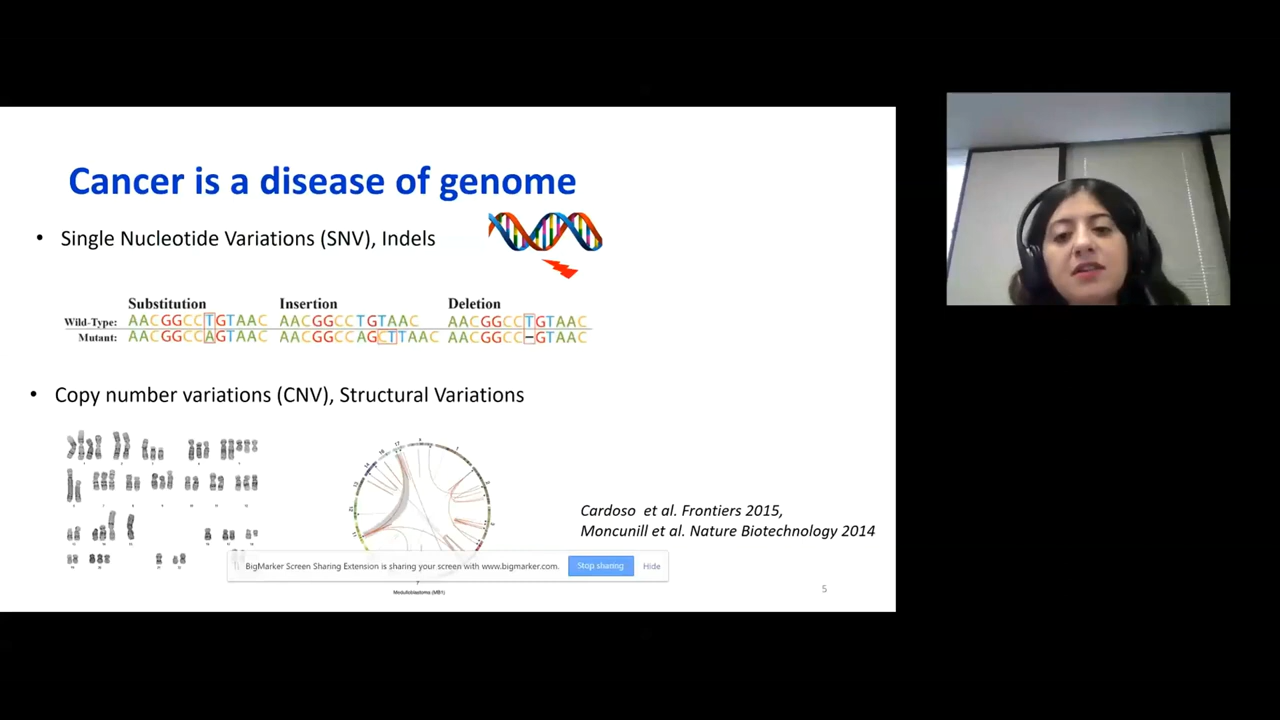 Cancer is a disease of genome
• Single Nucleotide Variations (SNV), Indels
Substitution Insertion Deletion
Wild-Type: AACGGCCTGTAAC AACGGCCTGTAAC AACGGCCTGTAAC
Mutant: AACGGCCAGTAAC AACGGCCAGCTTAAC AACGGCC–GTAAC
• Copy number variations (CNV), Structural Variations
Cardoso et al. Frontiers 2015,
Moncunill et al. Nature Biotechnology 2014
BigMarker Screen Sharing Extension is sharing your screen with www.bigmarker.com. Stop sharing Hide
Medulloblastoma (MB1)
5